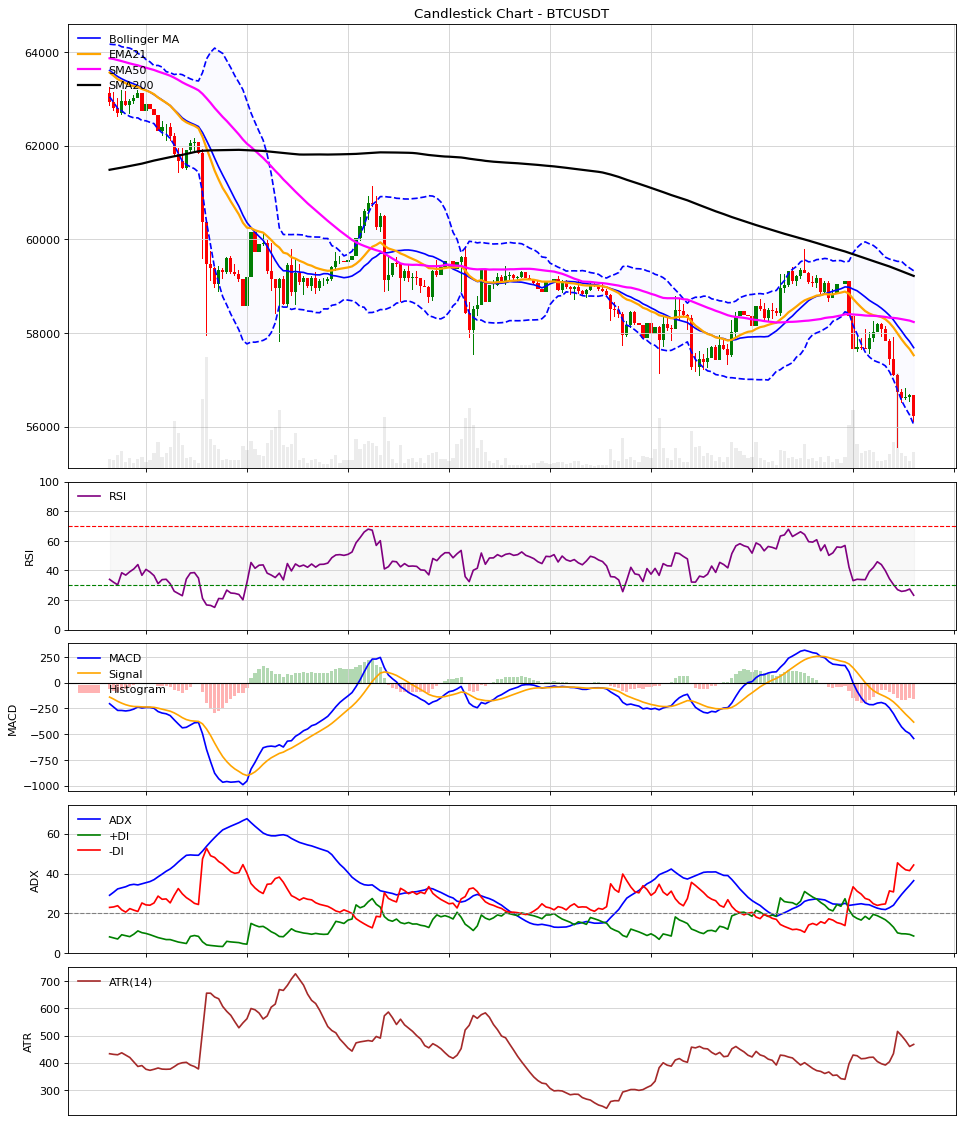 Candlestick Chart - BTCUSDT
64000
62000
60000
58000
56000
Bollinger MA
EMA21
SMA50
SMA200
100
80
60
40
20
0
RSI
RSI
250
0
−250
−500
−750
−1000
MACD
MACD
Signal
Histogram
60
40
20
0
ADX
ADX
+DI
-DI
700
600
500
400
300
ATR
ATR(14)